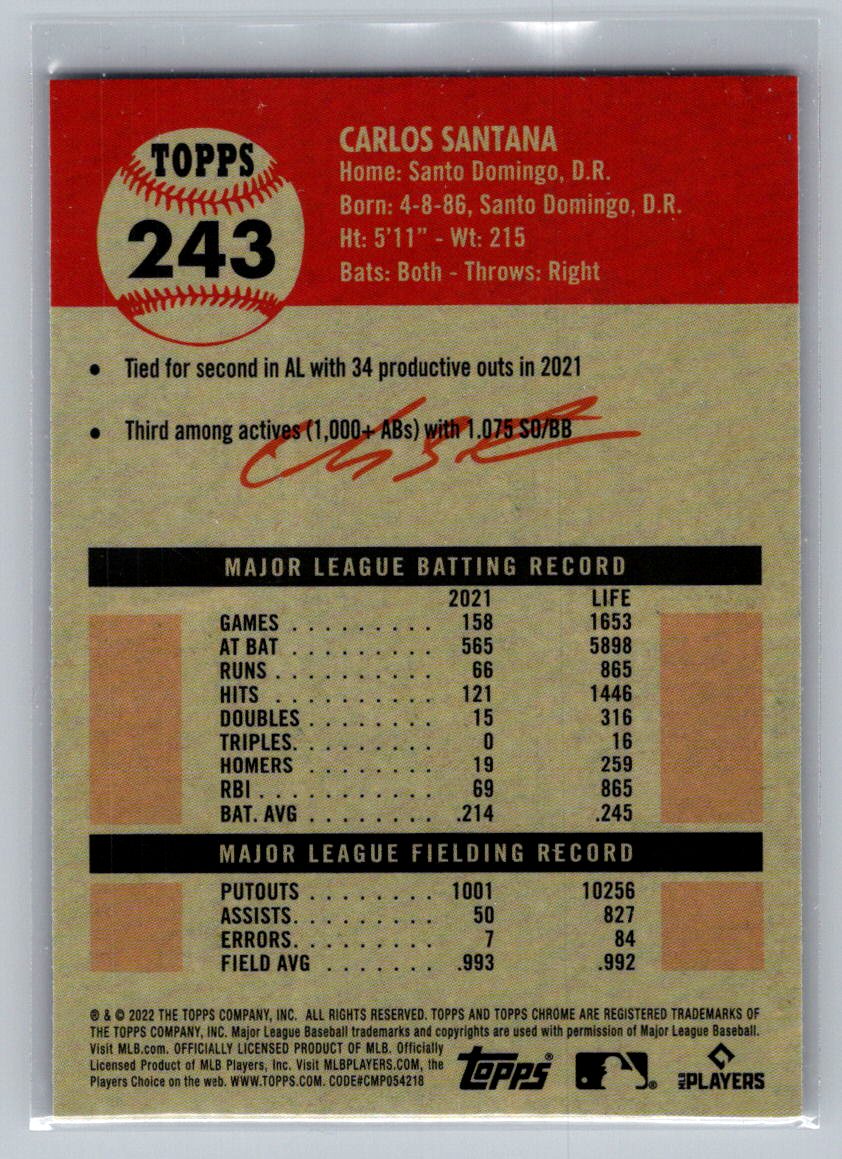 TOPPS
243
CARLOS SANTANA
Home: Santo Domingo, D.R.
Born: 4-8-86, Santo Domingo, D.R.
Ht: 5'11" - Wt: 215
Bats: Both - Throws: Right
• Tied for second in AL with 34 productive outs in 2021
• Third among actives (1,000+ ABs) with 1.075 SO/BB
MAJOR LEAGUE BATTING RECORD
2021 LIFE
GAMES . . . . . . . . . 158 1653
AT BAT . . . . . . . . . 565 5898
RUNS . . . . . . . . . 66 865
HITS . . . . . . . . . 121 1446
DOUBLES . . . . . . . 15 316
TRIPLES. . . . . . . . 0 16
HOMERS . . . . . . . 19 259
RBI . . . . . . . . . . 69 865
BAT. AVG . . . . . . . .214 .245
MAJOR LEAGUE FIELDING RECORD
PUTOUTS . . . . . . . 1001 10256
ASSISTS. . . . . . . . 50 827
ERRORS. . . . . . . . 7 84
FIELD AVG . . . . . . .993 .992
® & © 2022 THE TOPPS COMPANY, INC. ALL RIGHTS RESERVED. TOPPS AND TOPPS CHROME ARE REGISTERED TRADEMARKS OF
THE TOPPS COMPANY, INC. Major League Baseball trademarks and copyrights are used with permission of Major League Baseball.
Visit MLB.com. OFFICIALLY LICENSED PRODUCT OF MLB. Officially
Licensed Product of MLB Players, Inc. Visit MLBPLAYERS.COM, the
Players Choice on the web. WWW.TOPPS.COM. CODE#CMP054218
Topps®
®
MLB PLAYERS